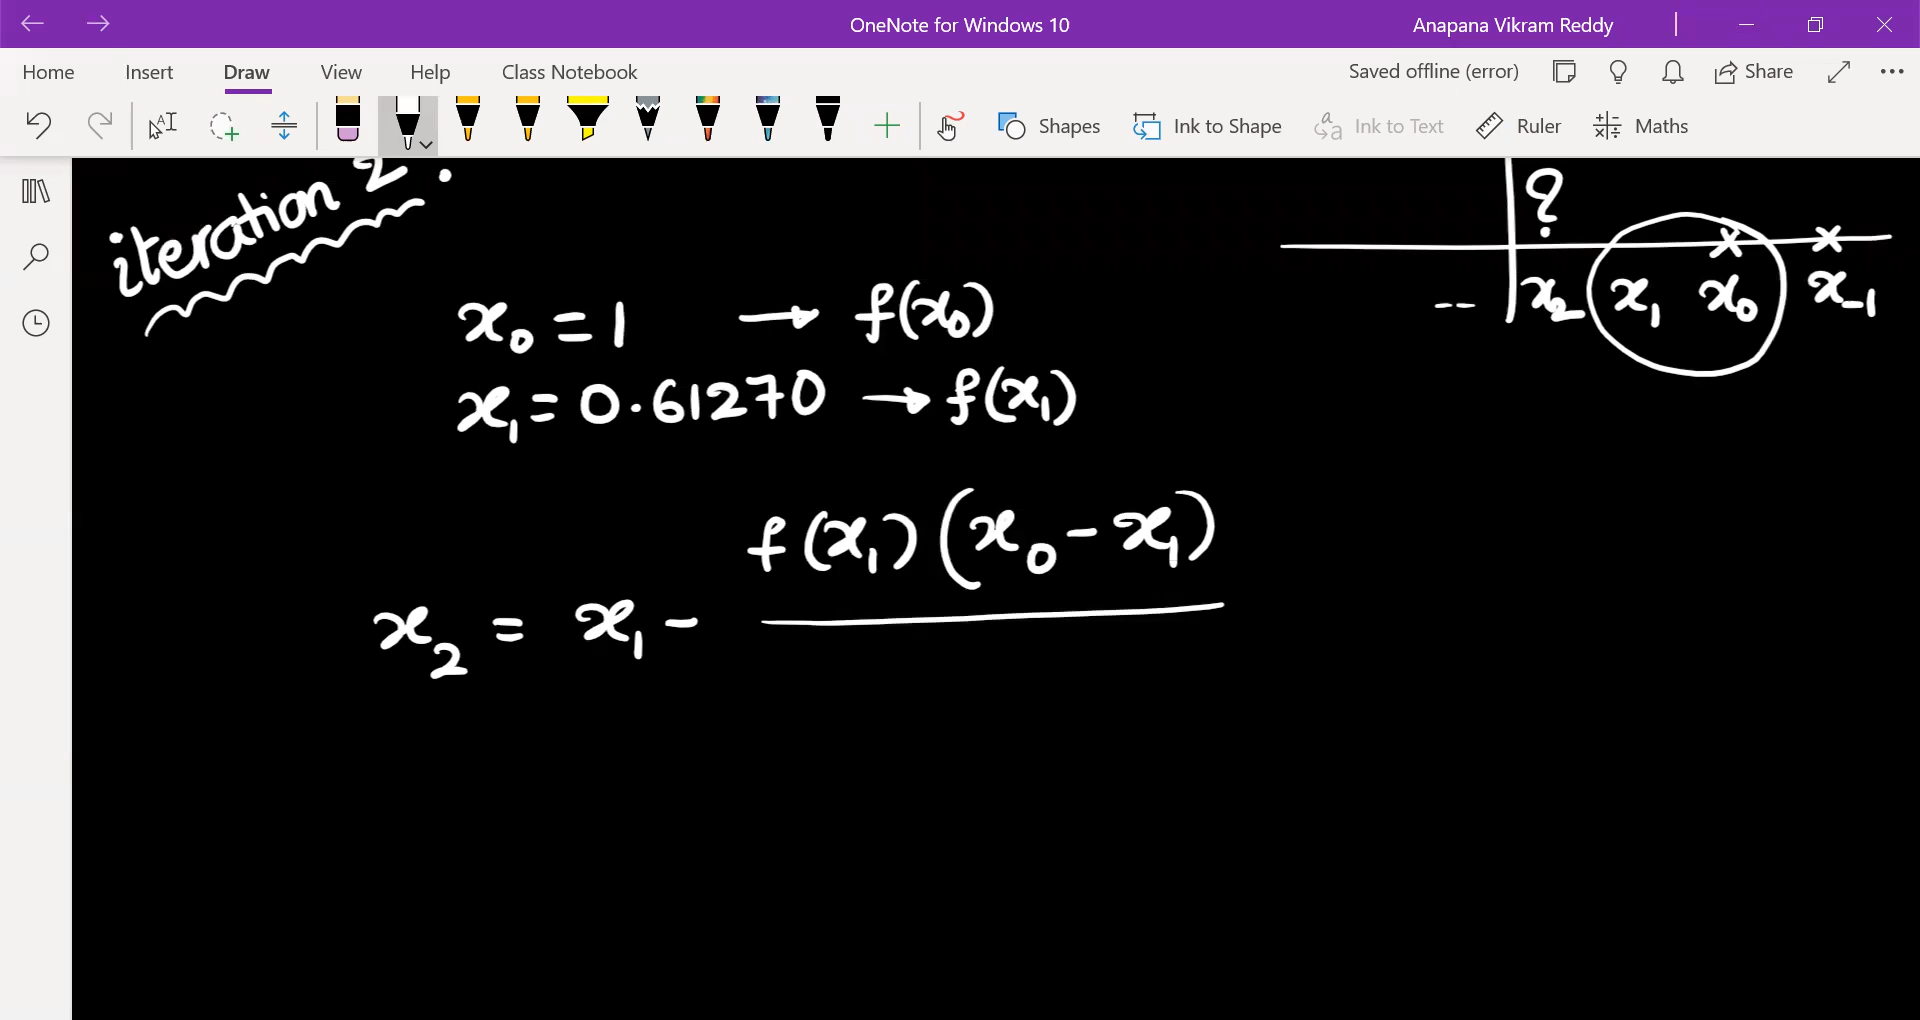 OneNote for Windows 10
Anapana Vikram Reddy
Home Insert Draw View Help Class Notebook
Saved offline (error) Share
Shapes Ink to Shape Ink to Text Ruler Maths
iteration 2.
?
-- x₂ x₁ x₀ x₋₁
x₀ = 1 → f(x₀)
x₁ = 0.61270 → f(x₁)
f(x₁)(x₀ - x₁)
x₂ = x₁ -